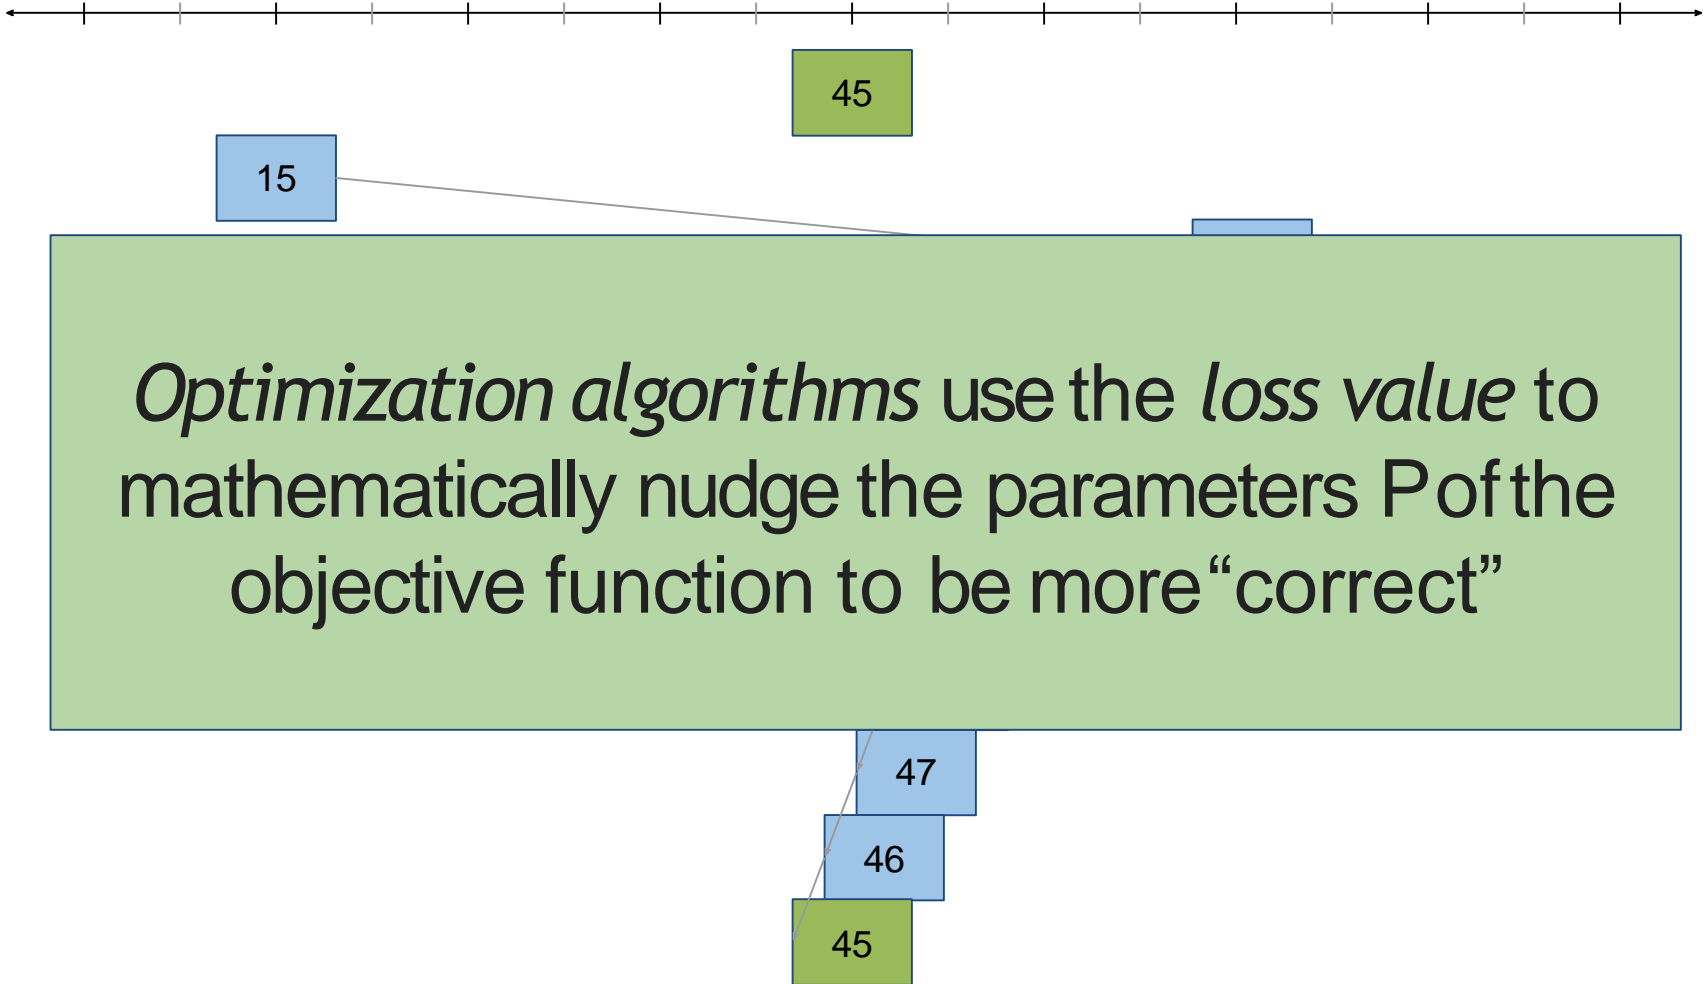 45
15
Optimization algorithms use the loss value to
mathematically nudge the parameters P of the
objective function to be more “correct”
47
46
45